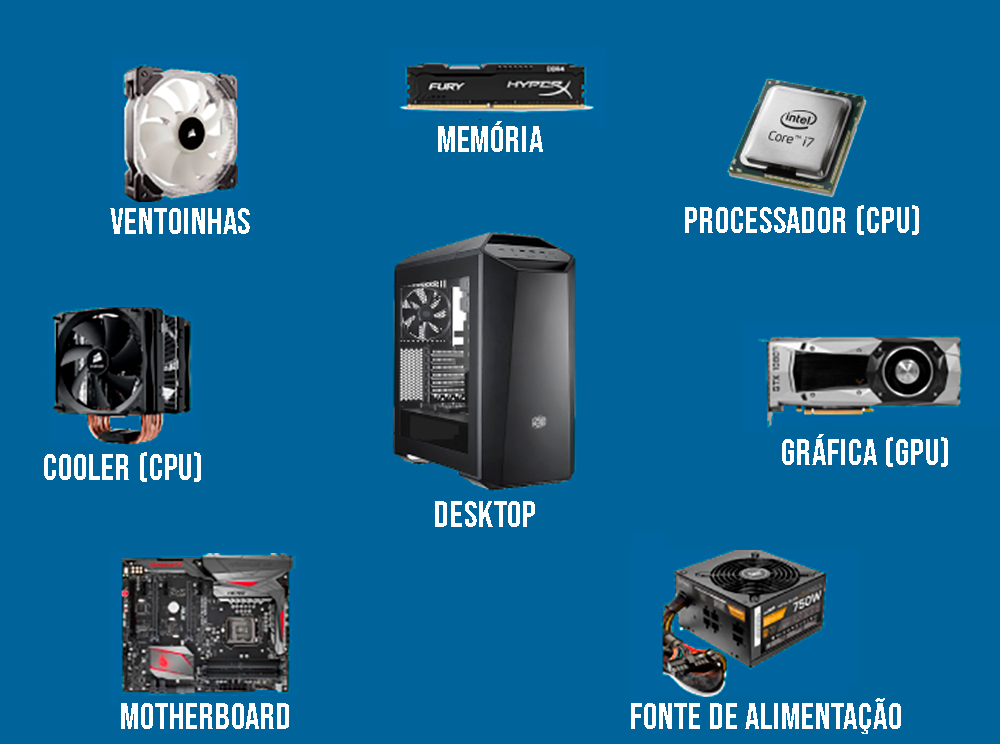 DDR4
FURY HYPERX
MEMÓRIA
intel
Core™ i7
VENTOINHAS
PROCESSADOR (CPU)
GTX 1080
GRÁFICA (GPU)
COOLER (CPU)
DESKTOP
750W
MOTHERBOARD
FONTE DE ALIMENTAÇÃO